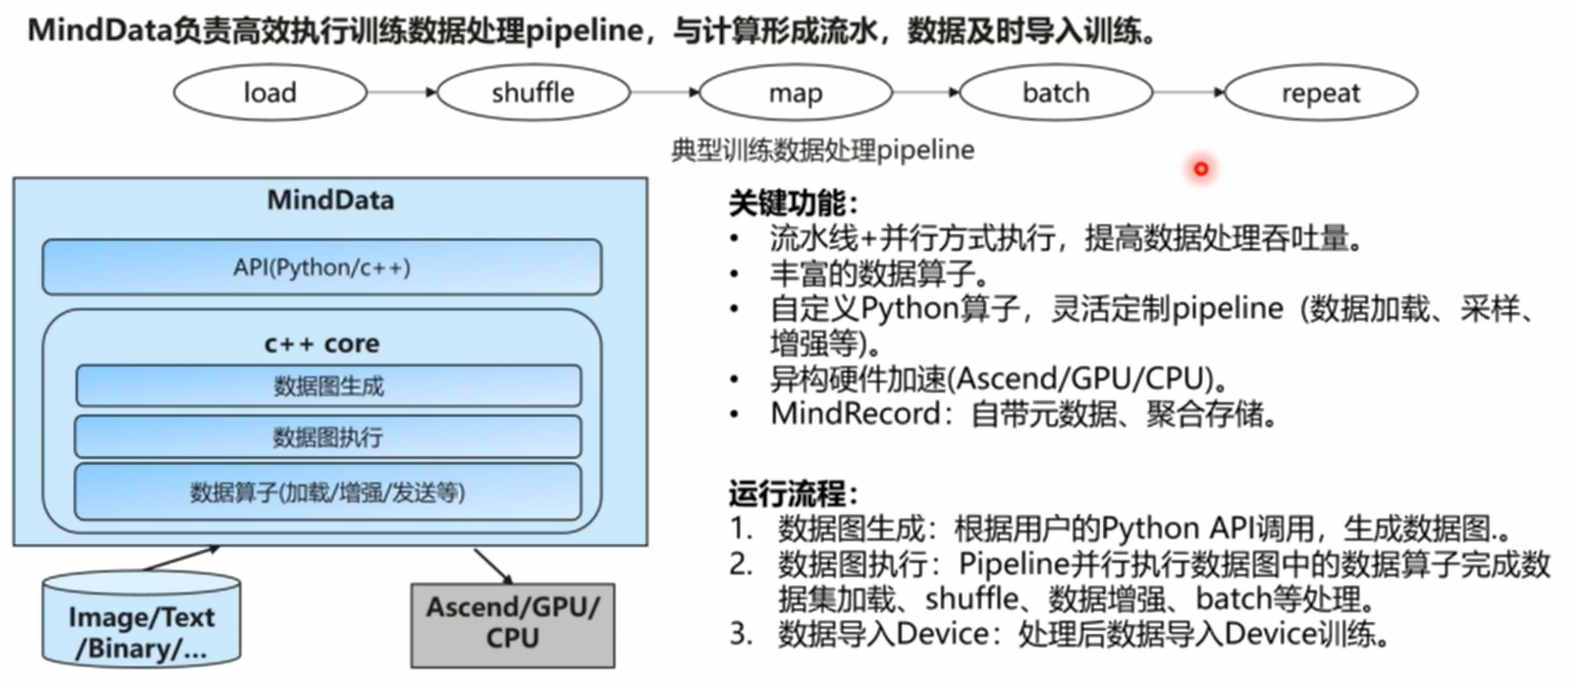 MindData负责高效执行训练数据处理pipeline，与计算形成流水，数据及时导入训练。
load
shuffle
map
batch
repeat
典型训练数据处理pipeline
MindData
API(Python/c++)
c++ core
数据图生成
数据图执行
数据算子(加载/增强/发送等)
Image/Text
/Binary/...
Ascend/GPU/
CPU
关键功能：
• 流水线+并行方式执行，提高数据处理吞吐量。
• 丰富的数据算子。
• 自定义Python算子，灵活定制pipeline (数据加载、采样、
增强等)。
• 异构硬件加速(Ascend/GPU/CPU)。
• MindRecord：自带元数据、聚合存储。
运行流程：
1. 数据图生成：根据用户的Python API调用，生成数据图.。
2. 数据图执行：Pipeline并行执行数据图中的数据算子完成数
据集加载、shuffle、数据增强、batch等处理。
3. 数据导入Device：处理后数据导入Device训练。